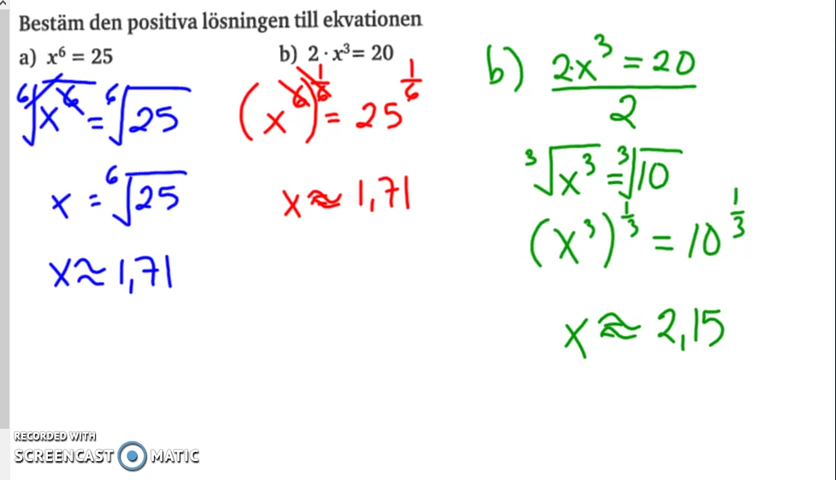 Bestäm den positiva lösningen till ekvationen
a) x⁶ = 25
b) 2 · x³= 20
⁶√x⁶ = ⁶√25
x = ⁶√25
x ≈ 1,71
(x⁶)^(1/6) = 25^(1/6)
x ≈ 1,71
b) 2·x³ = 20
2
³√x³ = ³√10
(x³)^(1/3) = 10^(1/3)
x ≈ 2,15
RECORDED WITH
SCREENCAST MATIC